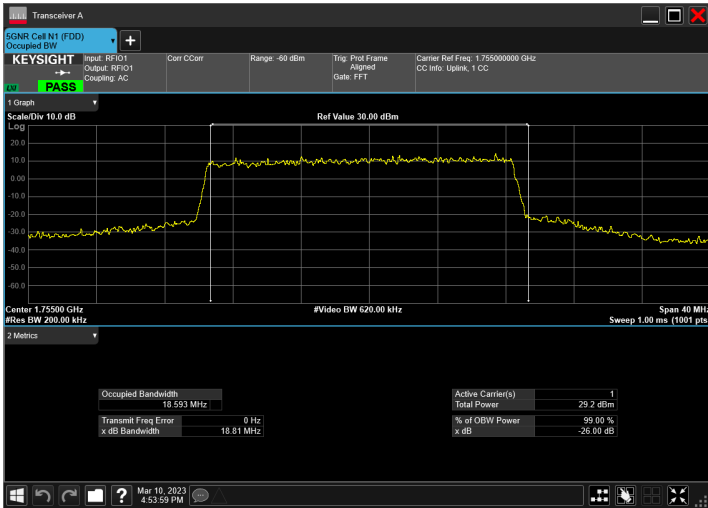 Transceiver A
5GNR Cell N1 (FDD)
Occupied BW
KEYSIGHT
PASS
Input: RFIO1
Output: RFIO1
Coupling: AC
Corr CCorr
Range: -60 dBm
Trig: Prot Frame
Aligned
Gate: FFT
Carrier Ref Freq: 1.755000000 GHz
CC Info: Uplink, 1 CC
1 Graph
Scale/Div 10.0 dB
Ref Value 30.00 dBm
Log
20.0
10.0
0.00
-10.0
-20.0
-30.0
-40.0
-50.0
-60.0
Center 1.75500 GHz
#Video BW 620.00 kHz
Span 40 MHz
#Res BW 200.00 kHz
Sweep 1.00 ms (1001 pts
2 Metrics
Occupied Bandwidth
18.593 MHz
Transmit Freq Error 0 Hz
x dB Bandwidth 18.81 MHz
Active Carrier(s) 1
Total Power 29.2 dBm
% of OBW Power 99.00 %
x dB -26.00 dB
Mar 10, 2023
4:53:59 PM